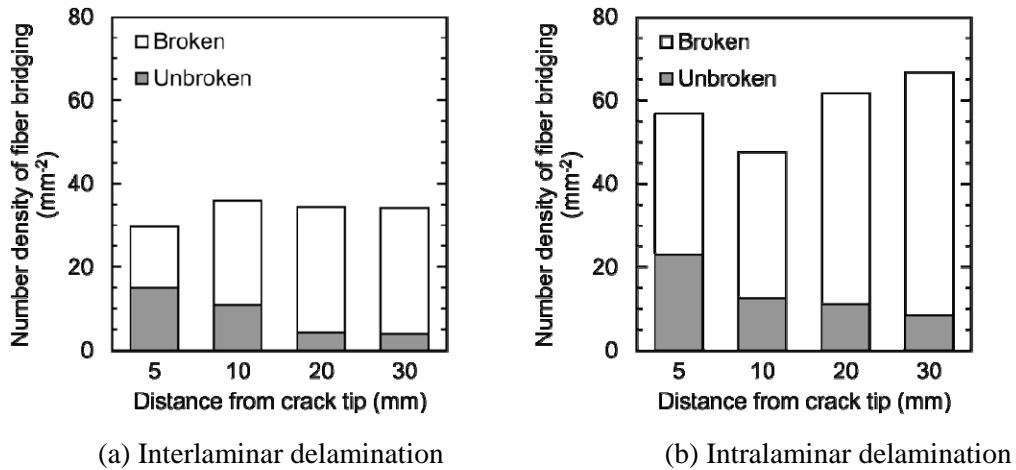 Number density of fiber bridging
(mm-2)
80
60
40
20
0
Broken
Unbroken
5 10 20 30
Distance from crack tip (mm)
(a) Interlaminar delamination
Number density of fiber bridging
(mm-2)
80
60
40
20
0
Broken
Unbroken
5 10 20 30
Distance from crack tip (mm)
(b) Intralaminar delamination